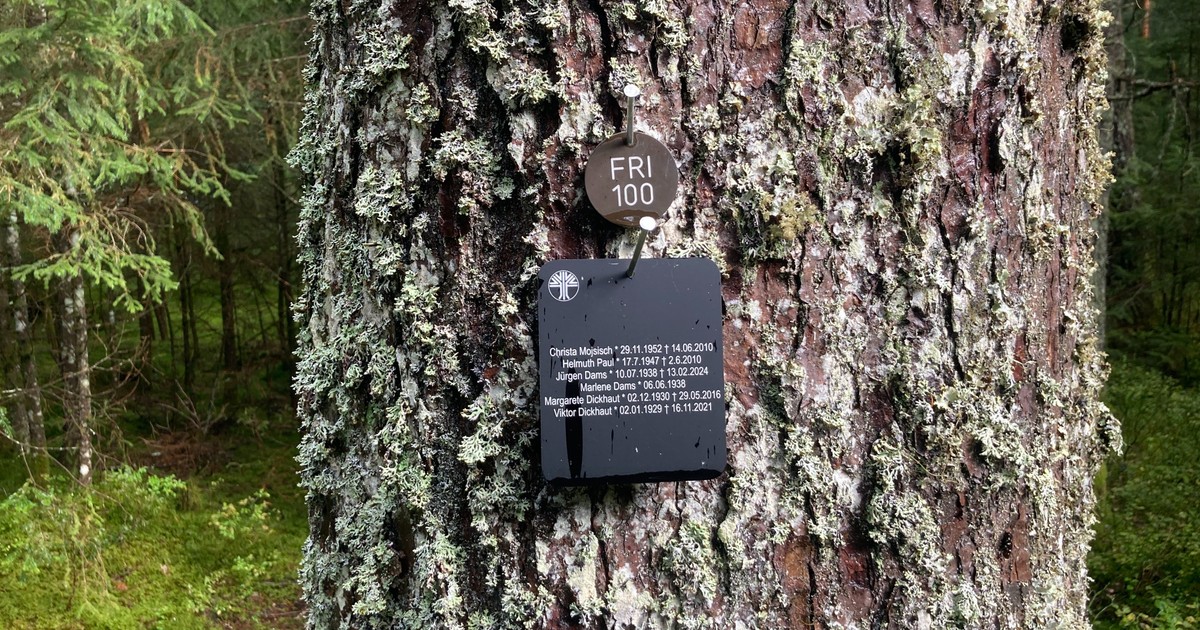 FRI
100
Christa Mojsisch * 29.11.1952 † 14.06.2010
Helmuth Paul * 17.7.1947 † 2.6.2010
Jürgen Dams * 10.07.1938 † 13.02.2024
Marlene Dams * 06.06.1938
Margarete Dickhaut * 02.12.1930 † 29.05.2016
Viktor Dickhaut * 02.01.1929 † 16.11.2021